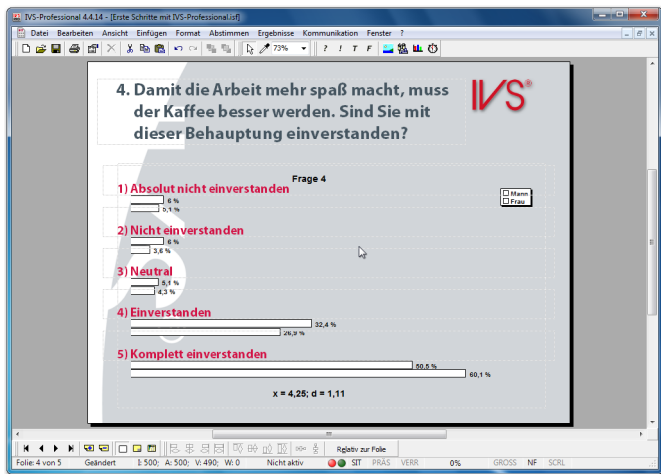 IVS-Professional 4.4.14 - [Erste Schritte mit IVS-Professional.isf]
Datei Bearbeiten Ansicht Einfügen Format Abstimmen Ergebnisse Kommunikation Fenster ?
73% ? ! T F
4. Damit die Arbeit mehr spaß macht, muss
der Kaffee besser werden. Sind Sie mit
dieser Behauptung einverstanden?
IVS®
Frage 4
Mann
Frau
1) Absolut nicht einverstanden
6 %
5,1 %
2) Nicht einverstanden
6 %
3,6 %
3) Neutral
5,1 %
4,3 %
4) Einverstanden
32,4 %
26,9 %
5) Komplett einverstanden
50,5 %
60,1 %
x = 4,25; d = 1,11
Relativ zur Folie
Folie: 4 von 5 Geändert I: 500; A: 500; V: 490; W: 0 Nicht aktiv SIT PRÄS VERR 0% GROSS NF SCRL